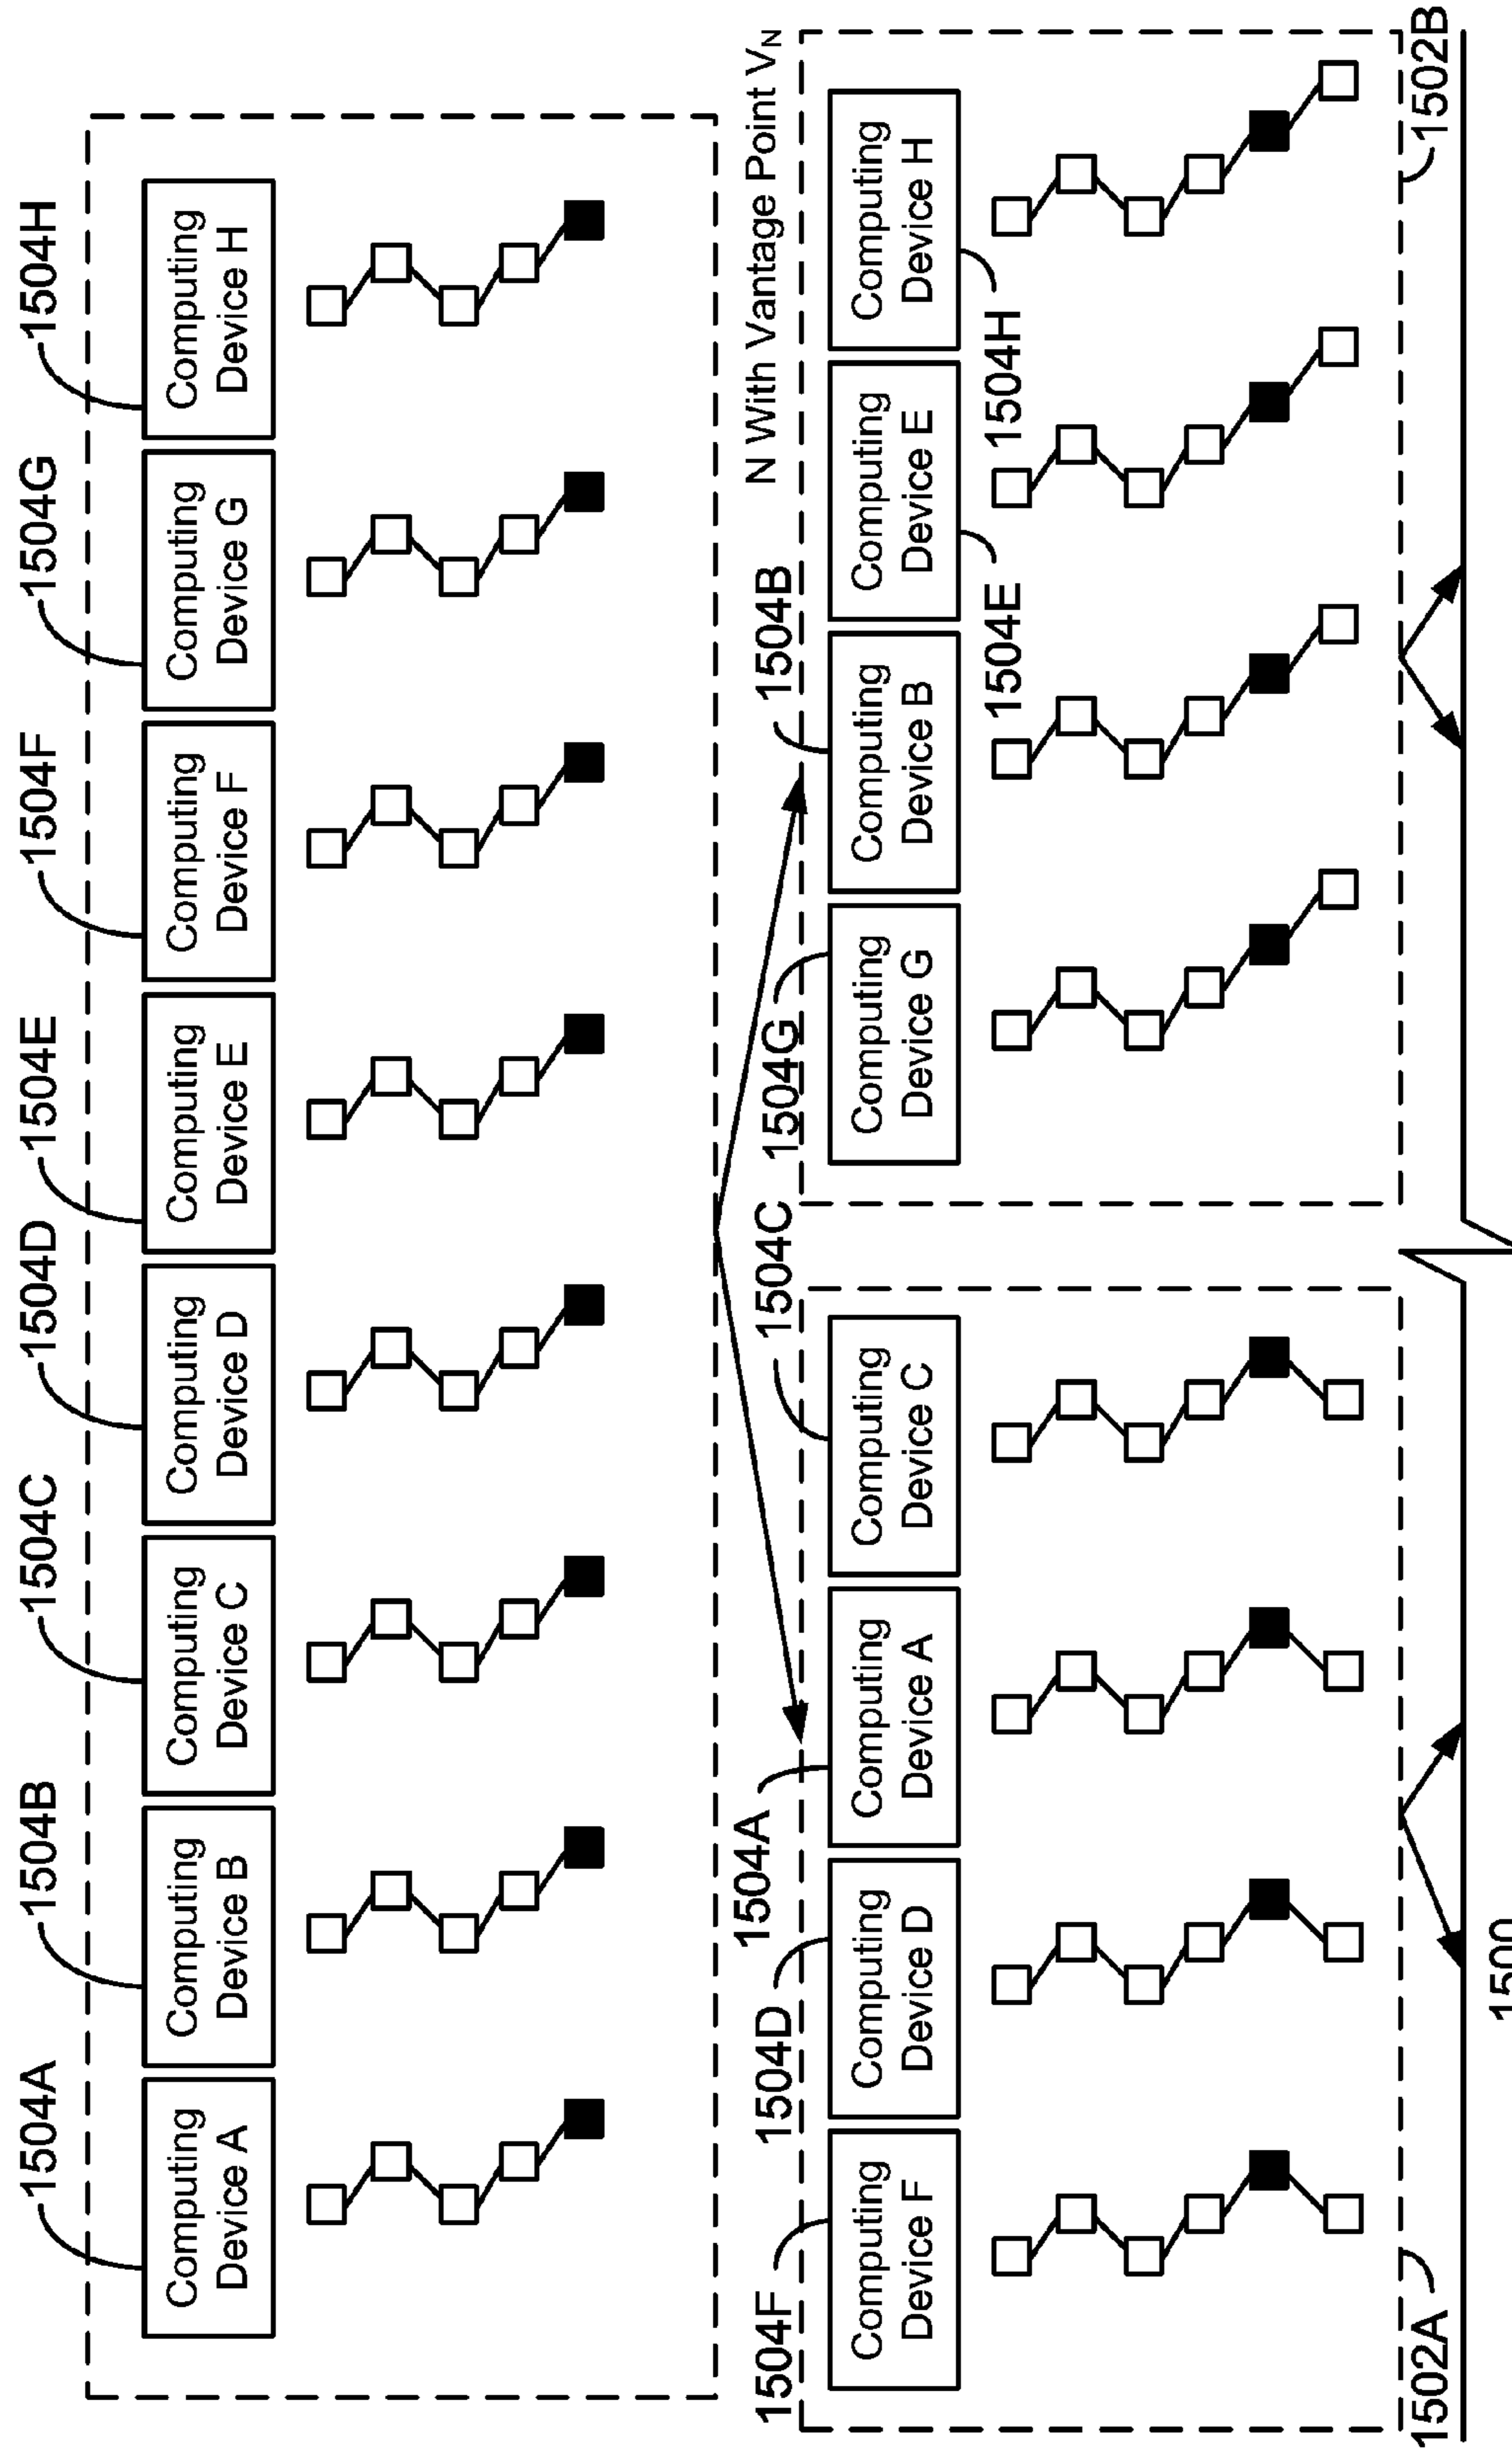 1504A
1504B
1504C
1504D
1504E
1504F
1504G
1504H
Computing
Device A
Computing
Device B
Computing
Device C
Computing
Device D
Computing
Device E
Computing
Device F
Computing
Device G
Computing
Device H
N With Vantage Point VN
1504F
1504D
1504A
1504C
1504G
1504B
Computing
Device F
Computing
Device D
Computing
Device A
Computing
Device C
Computing
Device G
Computing
Device B
Computing
Device E
Computing
Device H
1504E
1504H
1502A
1502B
1500